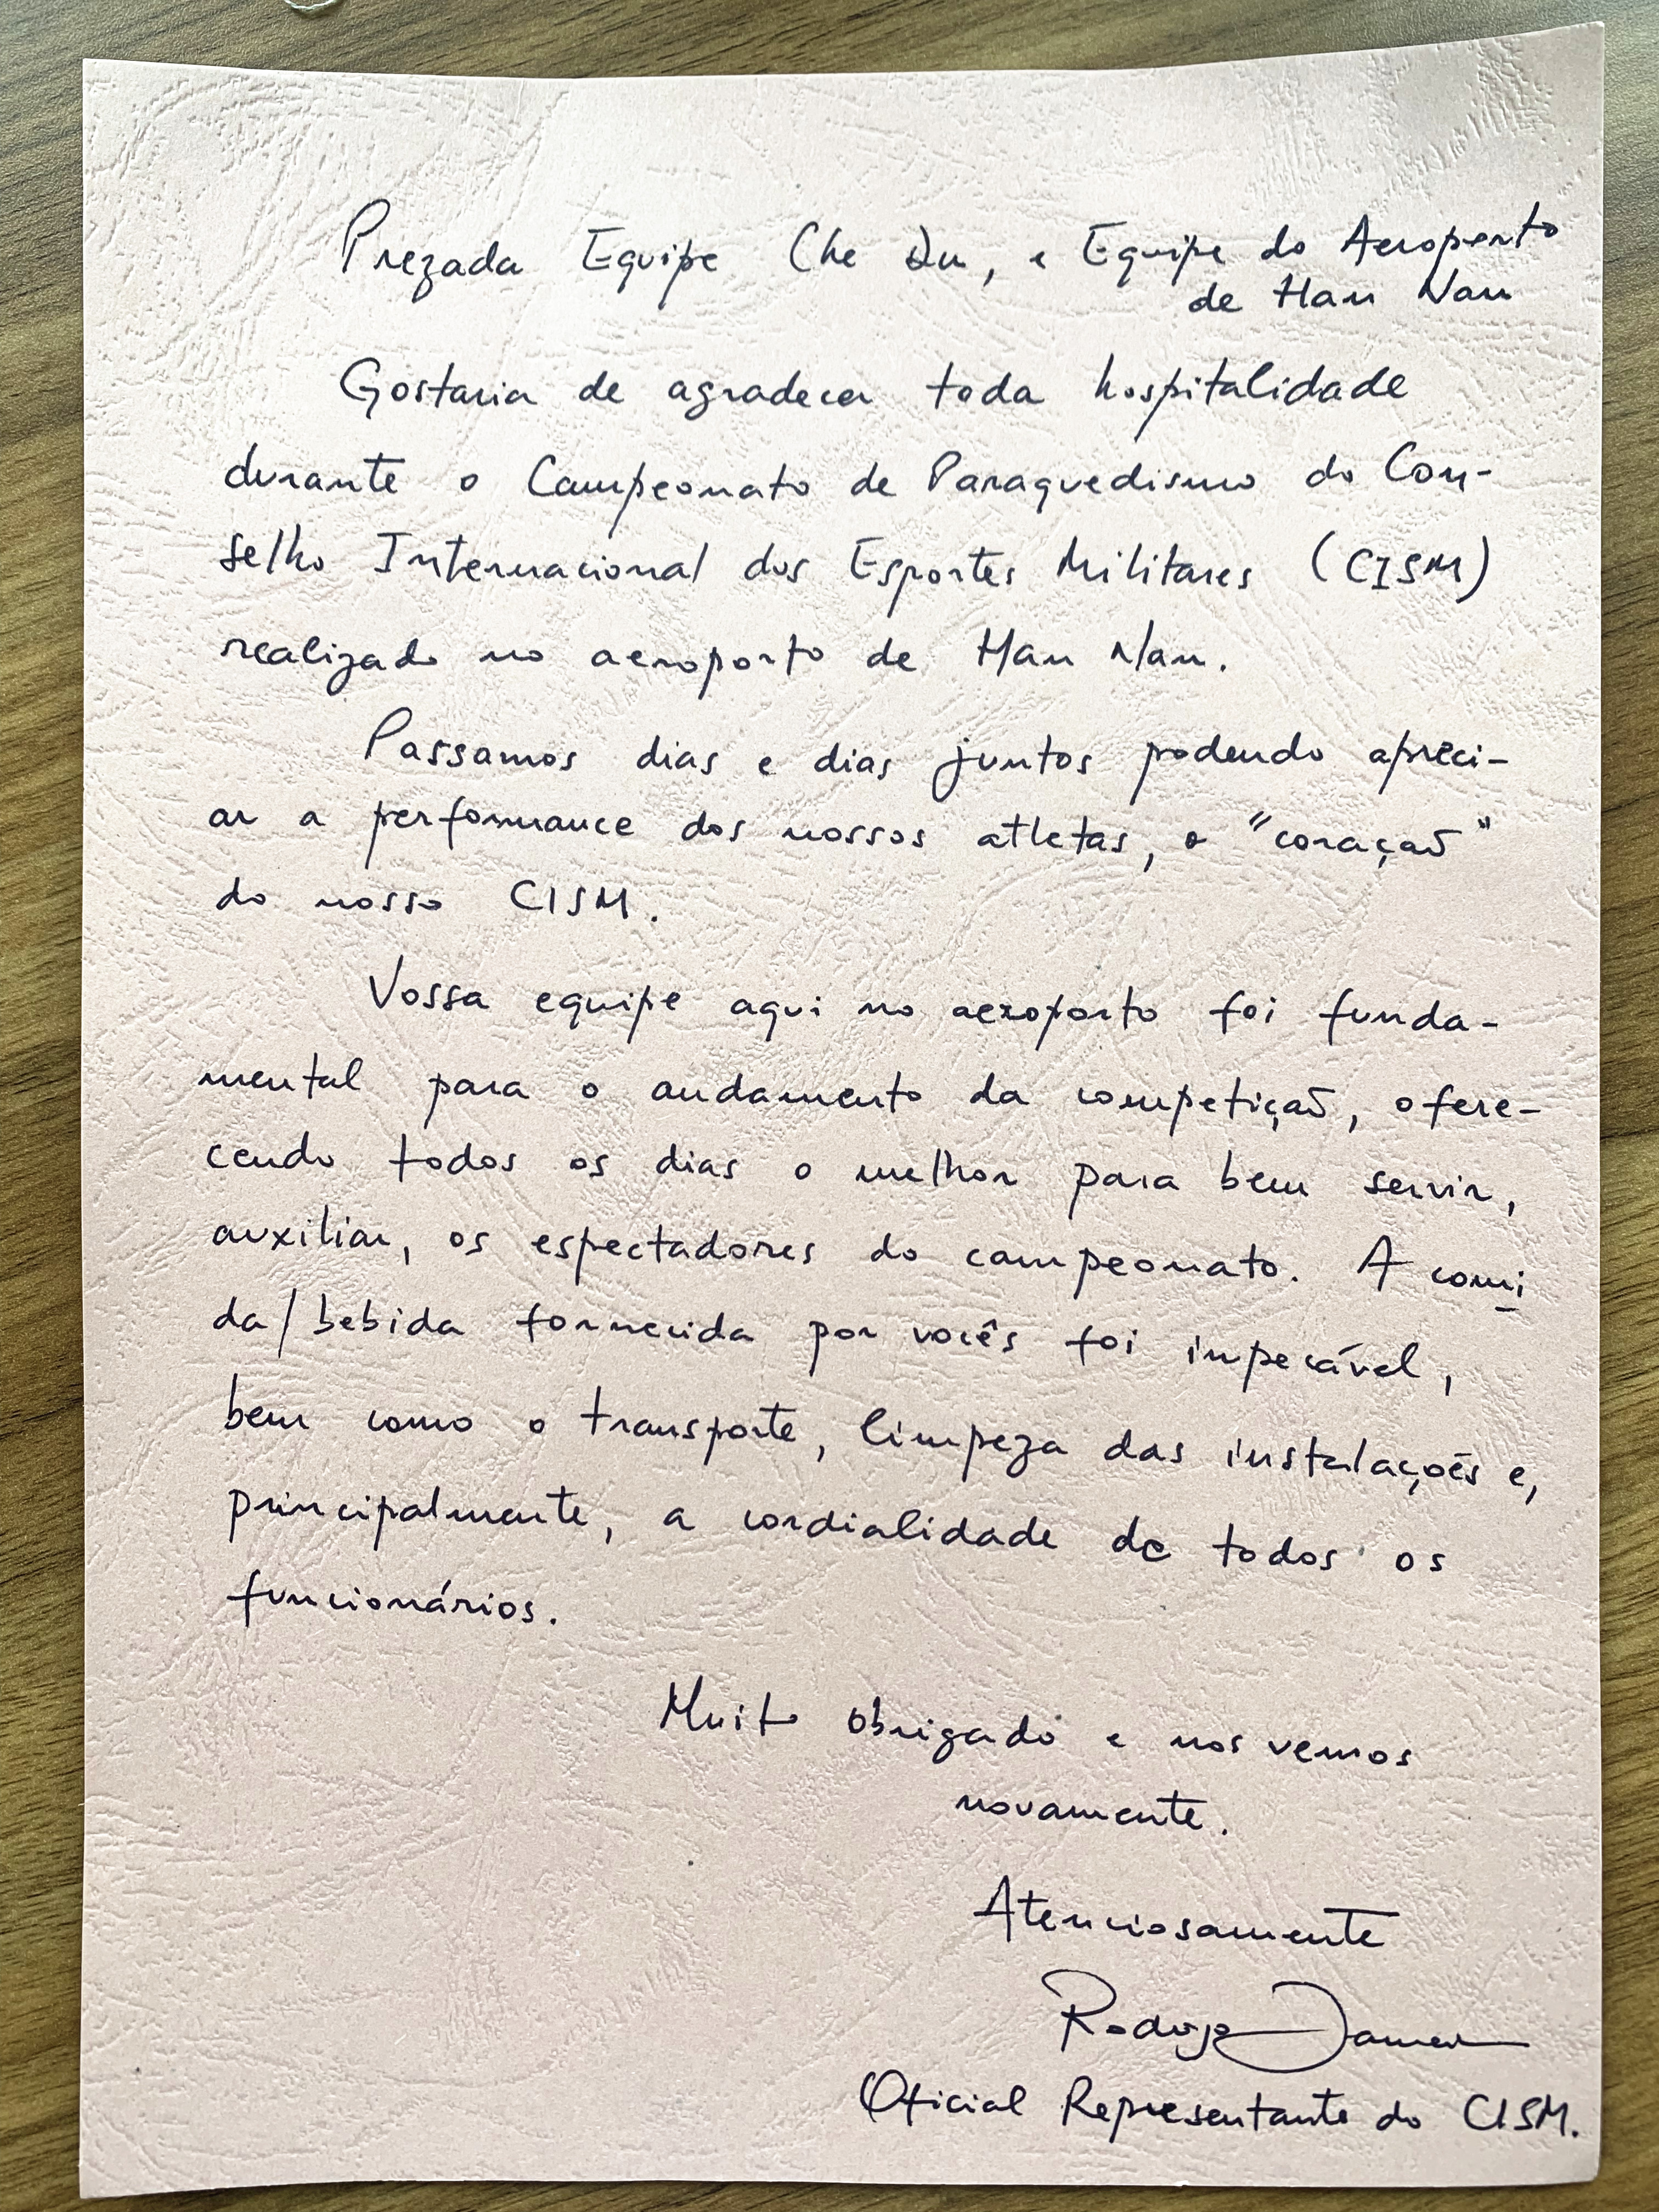 Prezada Equipe Che Du, e Equipe do Aeroporto
de Han Nan
Gostaria de agradecer toda hospitalidade
durante o Campeonato de Paraquedismo do Con-
selho Internacional dos Esportes Militares (CISM)
realizado no aeroporto de Han Nan.
Passamos dias e dias juntos podendo apreci-
ar a performance dos nossos atletas, o "coração"
do nosso CISM.
Vossa equipe aqui no aeroporto foi funda-
mental para o andamento da competição, ofere-
cendo todos os dias o melhor para bem servir,
auxiliar, os espectadores do campeonato. A comi
da/bebida fornecida por vocês foi impecável,
bem como o transporte, limpeza das instalações e,
principalmente, a cordialidade de todos os
funcionários.
Muito obrigado e nos vemos
novamente.
Atenciosamente
Rodrigo
Oficial Representante do CISM.